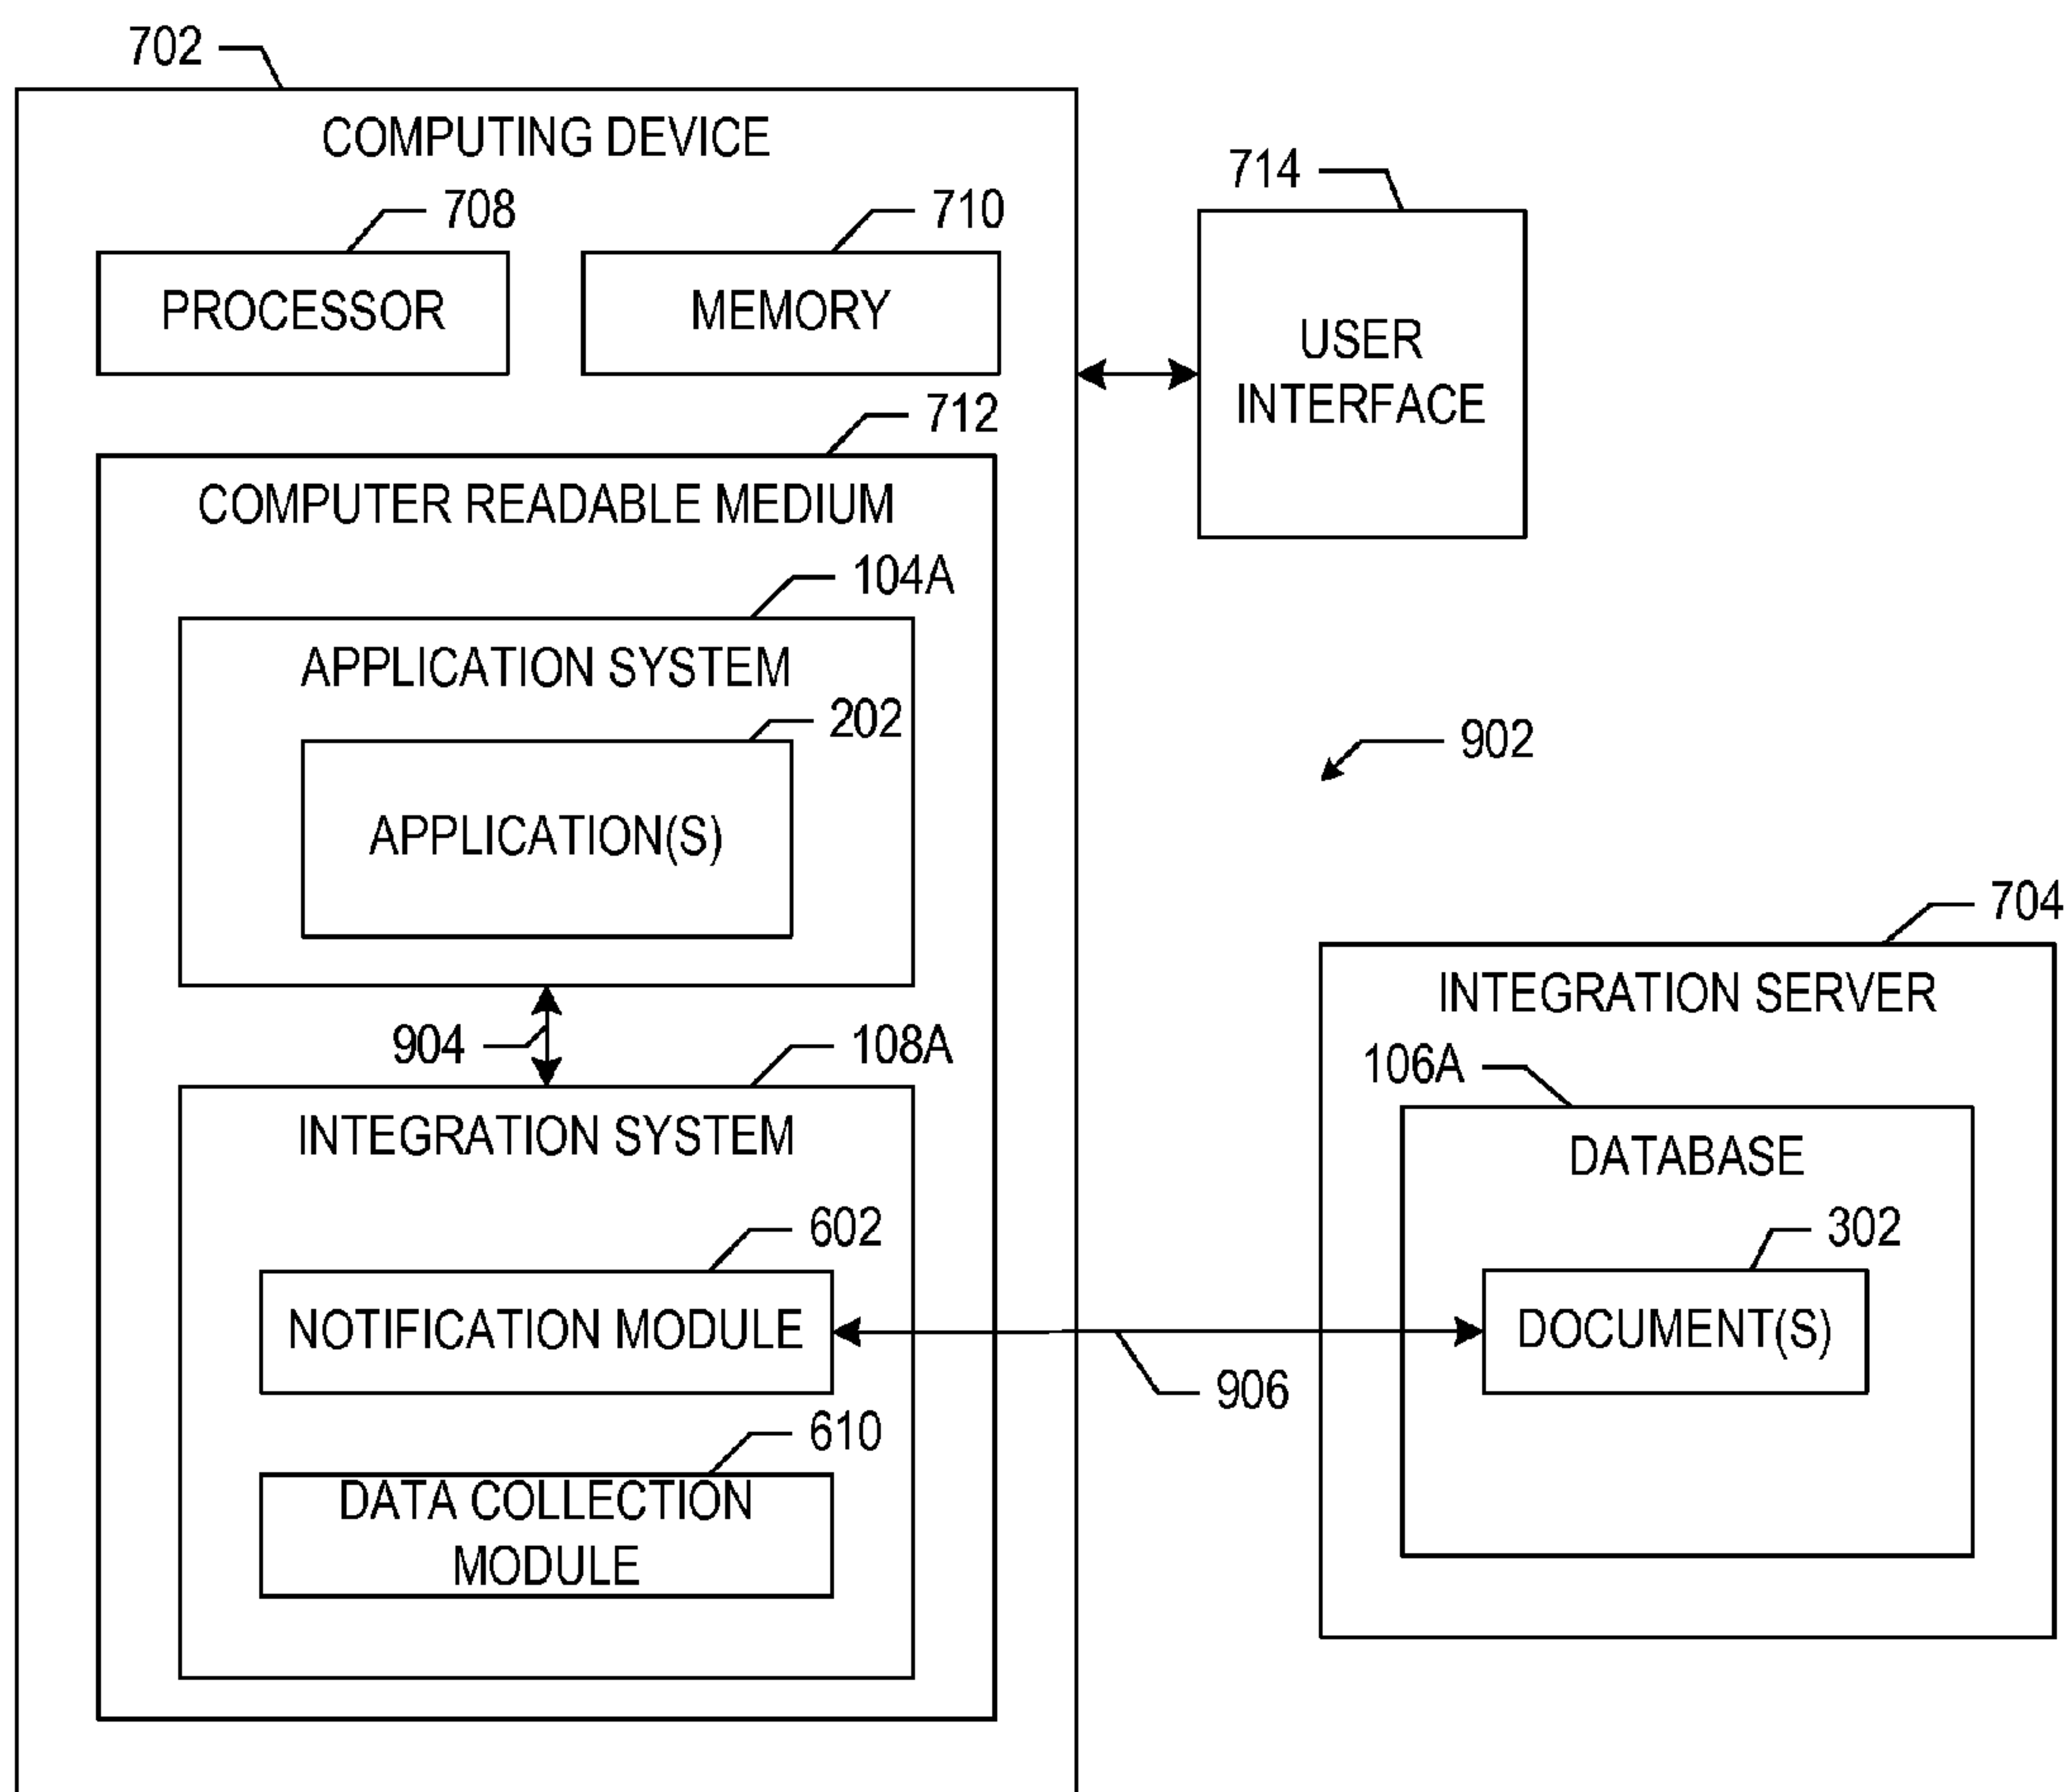 702
COMPUTING DEVICE
708
710
PROCESSOR
MEMORY
714
USER
INTERFACE
712
COMPUTER READABLE MEDIUM
104A
APPLICATION SYSTEM
202
APPLICATION(S)
902
904
108A
INTEGRATION SYSTEM
602
NOTIFICATION MODULE
610
DATA COLLECTION
MODULE
906
704
INTEGRATION SERVER
106A
DATABASE
302
DOCUMENT(S)